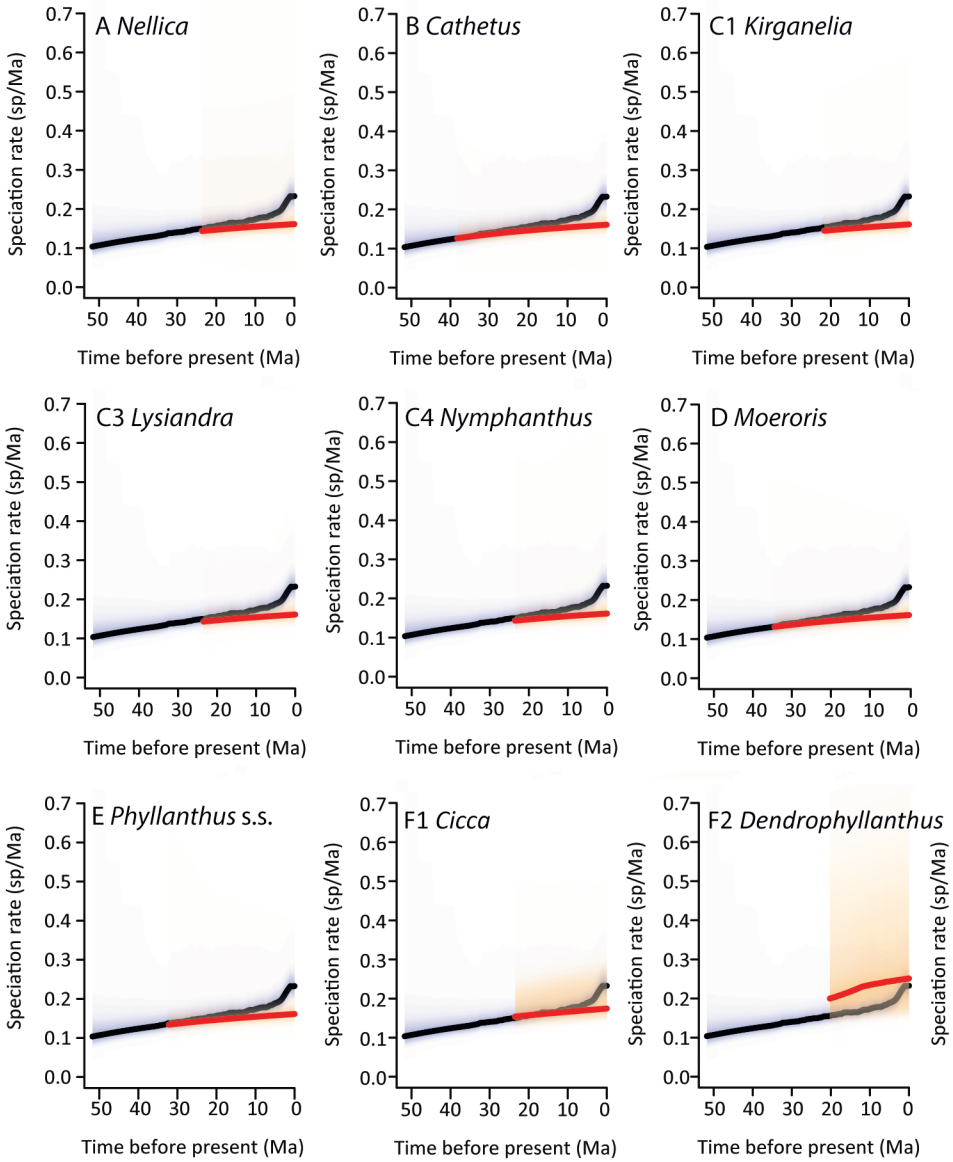 A Nellica
Speciation rate (sp/Ma)
0.7
0.6
0.5
0.4
0.3
0.2
0.1
0.0
50 40 30 20 10 0
Time before present (Ma)
B Cathetus
Speciation rate (sp/Ma)
0.7
0.6
0.5
0.4
0.3
0.2
0.1
0.0
50 40 30 20 10 0
Time before present (Ma)
C1 Kirganelia
Speciation rate (sp/Ma)
0.7
0.6
0.5
0.4
0.3
0.2
0.1
0.0
50 40 30 20 10 0
Time before present (Ma)
C3 Lysiandra
Speciation rate (sp/Ma)
0.7
0.6
0.5
0.4
0.3
0.2
0.1
0.0
50 40 30 20 10 0
Time before present (Ma)
C4 Nymphanthus
Speciation rate (sp/Ma)
0.7
0.6
0.5
0.4
0.3
0.2
0.1
0.0
50 40 30 20 10 0
Time before present (Ma)
D Moeroris
Speciation rate (sp/Ma)
0.7
0.6
0.5
0.4
0.3
0.2
0.1
0.0
50 40 30 20 10 0
Time before present (Ma)
E Phyllanthus s.s.
Speciation rate (sp/Ma)
0.7
0.6
0.5
0.4
0.3
0.2
0.1
0.0
50 40 30 20 10 0
Time before present (Ma)
F1 Cicca
Speciation rate (sp/Ma)
0.7
0.6
0.5
0.4
0.3
0.2
0.1
0.0
50 40 30 20 10 0
Time before present (Ma)
F2 Dendrophyllanthus
Speciation rate (sp/Ma)
0.7
0.6
0.5
0.4
0.3
0.2
0.1
0.0
50 40 30 20 10 0
Time before present (Ma)
Speciation rate (sp/Ma)